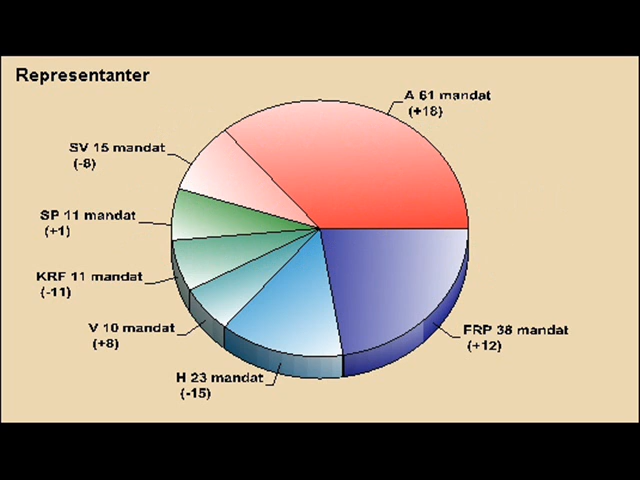 Representanter
A 61 mandat
(+18)
SV 15 mandat
(-8)
SP 11 mandat
(+1)
KRF 11 mandat
(-11)
V 10 mandat
(+8)
H 23 mandat
(-15)
FRP 38 mandat
(+12)